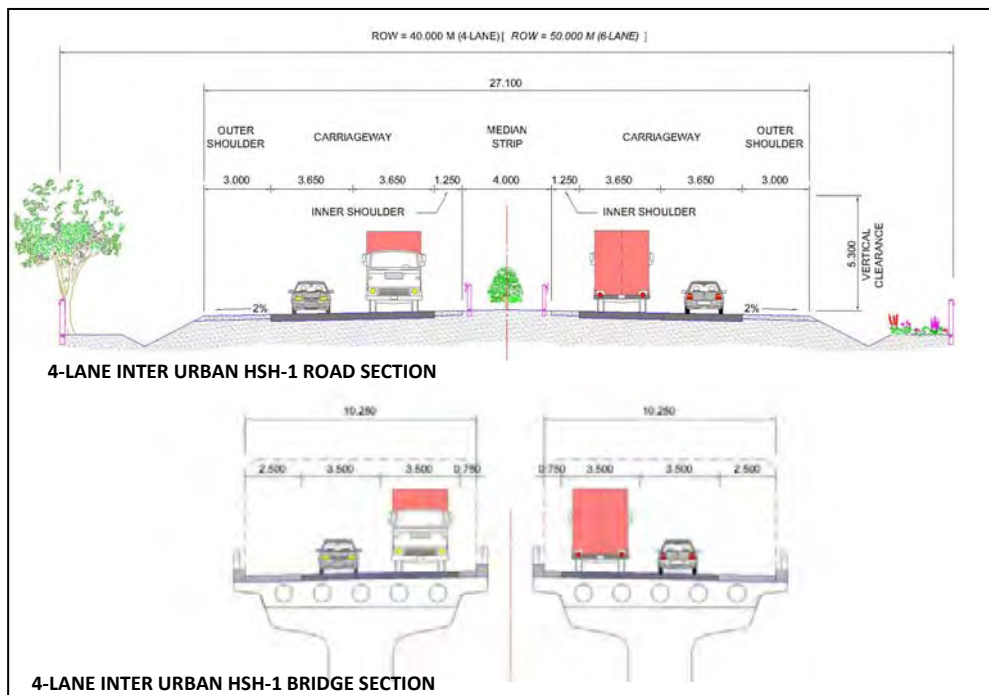 ROW = 40.000 M (4-LANE) [ ROW = 50.000 M (6-LANE) ]
27.100
OUTER SHOULDER
CARRIAGEWAY
MEDIAN STRIP
CARRIAGEWAY
OUTER SHOULDER
3.000 3.650 3.650 1.250 4.000 1.250 3.650 3.650 3.000
INNER SHOULDER
INNER SHOULDER
5.300
VERTICAL CLEARANCE
2%
2%
4-LANE INTER URBAN HSH-1 ROAD SECTION
10.250
10.250
2.500 3.500 3.500 0.750
0.750 3.500 3.500 2.500
4-LANE INTER URBAN HSH-1 BRIDGE SECTION